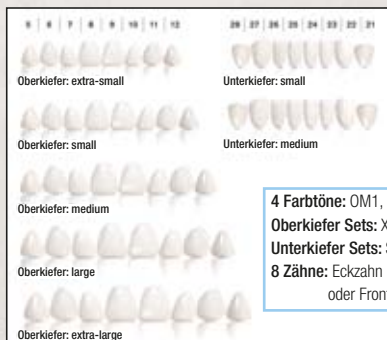 5 6 7 8 9 10 11 12
28 27 26 25 24 23 22 21
Oberkiefer: extra-small
Unterkiefer: small
Oberkiefer: small
Unterkiefer: medium
Oberkiefer: medium
Oberkiefer: large
Oberkiefer: extra-large
4 Farbtöne: OM1,
Oberkiefer Sets: X
Unterkiefer Sets: S
8 Zähne: Eckzahn
oder Front